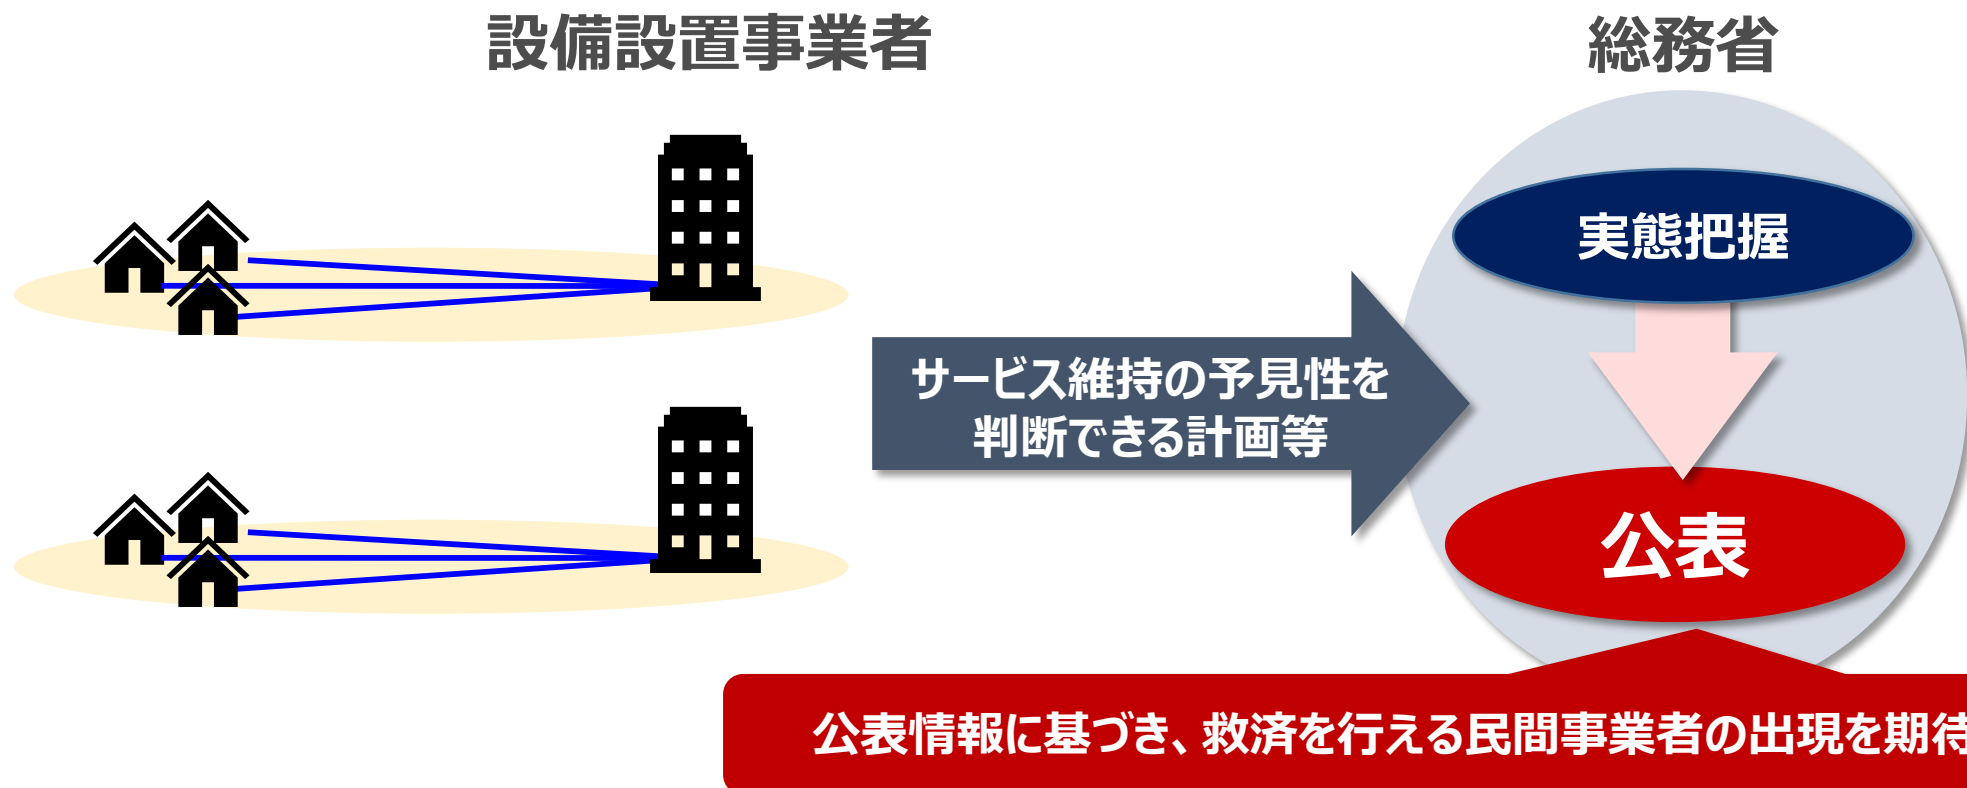 設備設置事業者
総務省
実態把握
サービス維持の予見性を
判断できる計画等
公表
公表情報に基づき、救済を行える民間事業者の出現を期待